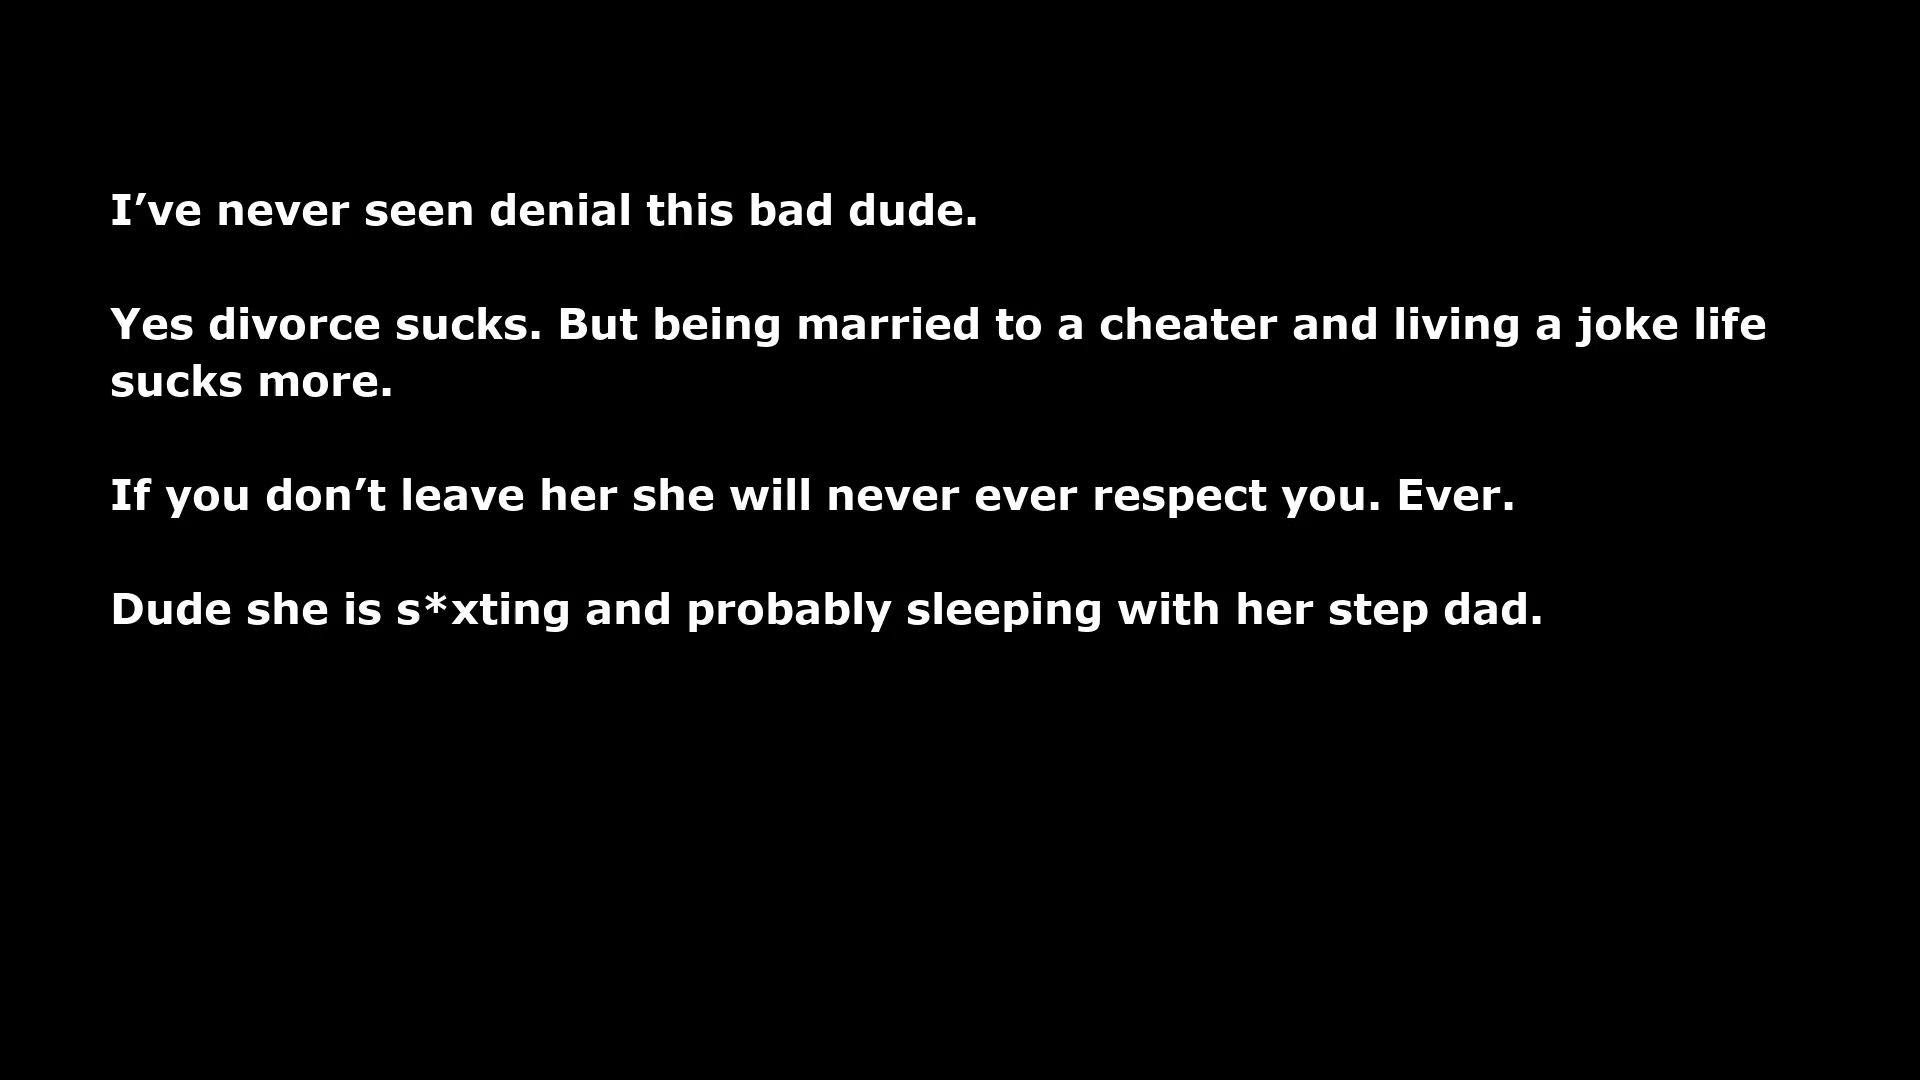 I’ve never seen denial this bad dude.
Yes divorce sucks. But being married to a cheater and living a joke life
sucks more.
If you don’t leave her she will never ever respect you. Ever.
Dude she is s*xting and probably sleeping with her step dad.